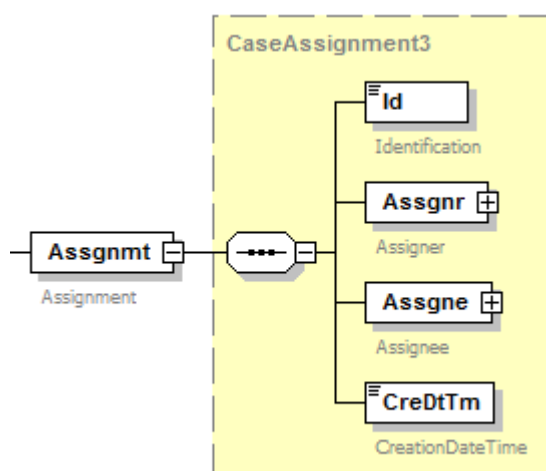 CaseAssignment3
Id
Identification
Assgnr
Assigner
Assgnmt
Assignment
Assgne
Assignee
CreDtTm
CreationDateTime